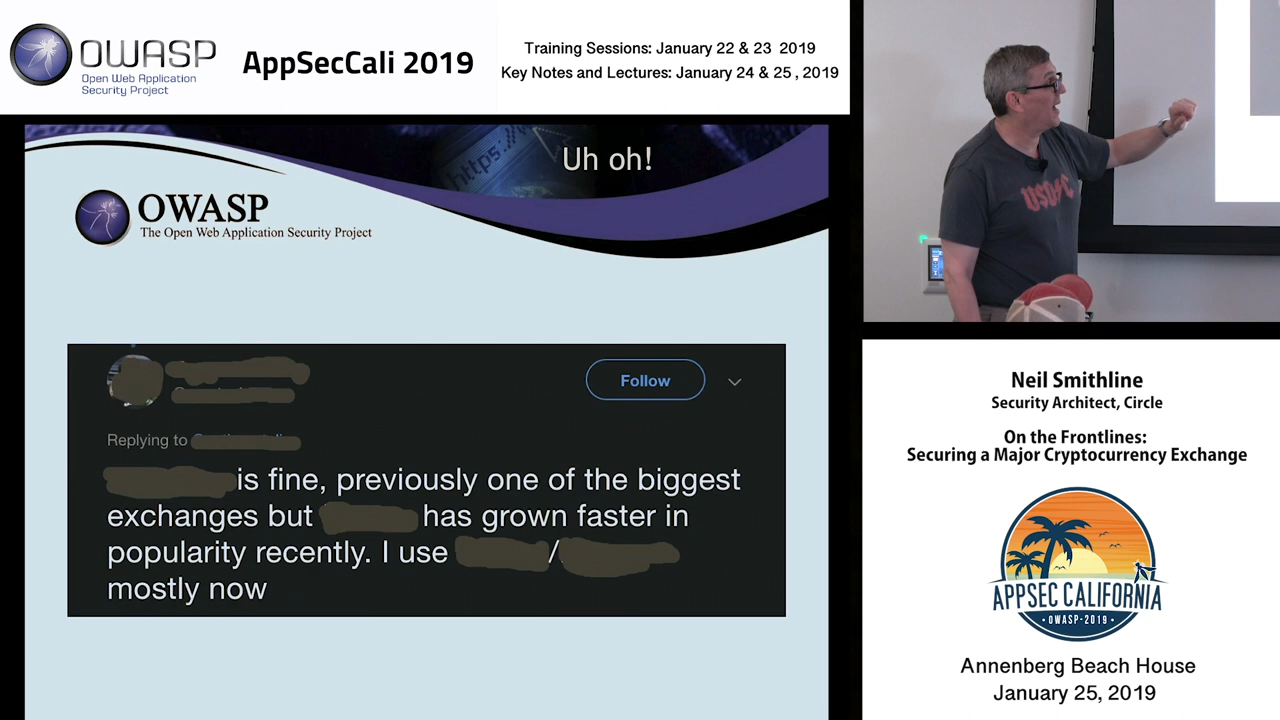 OWASP
Open Web Application
Security Project
AppSecCali 2019
Training Sessions: January 22 & 23 2019
Key Notes and Lectures: January 24 & 25, 2019
https:
Uh oh!
OWASP
The Open Web Application Security Project
Follow
Replying to
is fine, previously one of the biggest
exchanges but has grown faster in
popularity recently. I use /
mostly now
Neil Smithline
Security Architect, Circle
On the Frontlines:
Securing a Major Cryptocurrency Exchange
APPSEC CALIFORNIA
• OWASP-2019 •
Annenberg Beach House
January 25, 2019